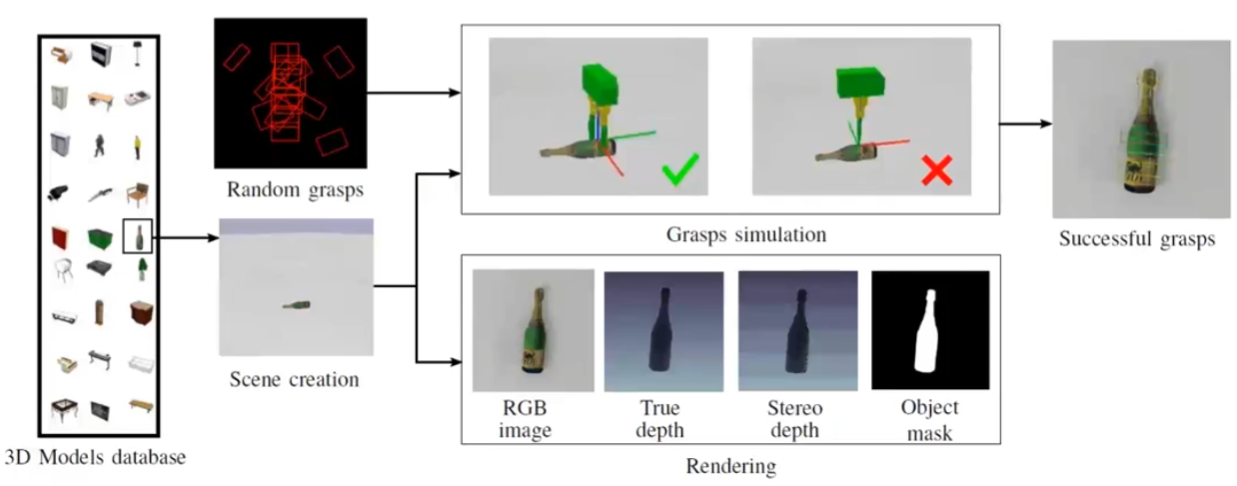 Random grasps
Grasps simulation
Successful grasps
Scene creation
RGB
image
True
depth
Stereo
depth
Object
mask
3D Models database
Rendering